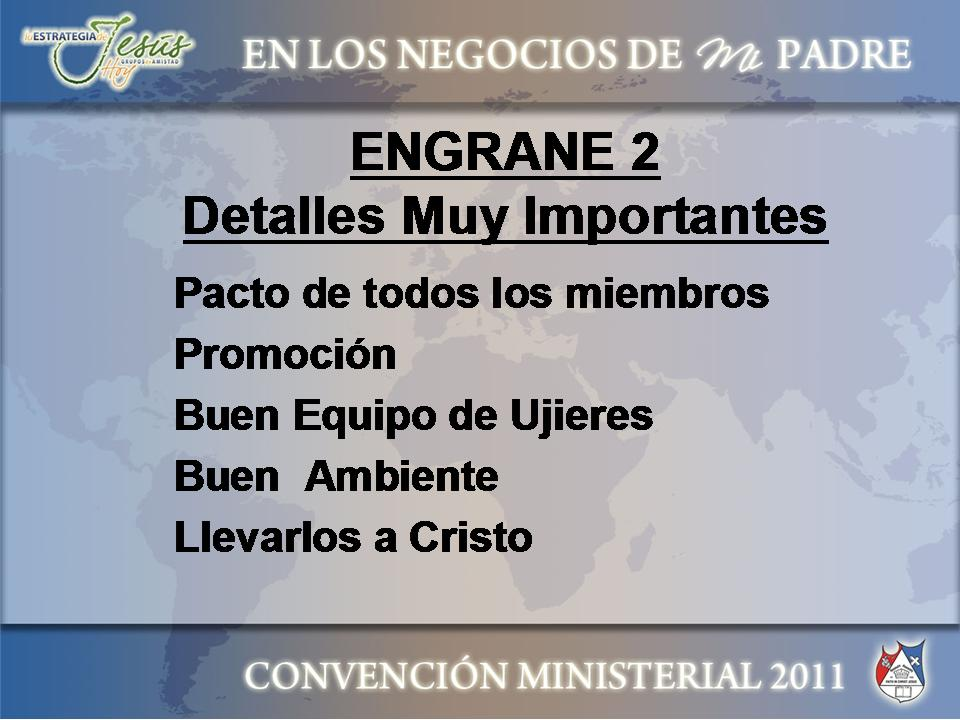 la ESTRATEGIA de
Jesús
GRUPOS de AMISTAD
Hoy
EN LOS NEGOCIOS DE Mi PADRE
ENGRANE 2
Detalles Muy Importantes
Pacto de todos los miembros
Promoción
Buen Equipo de Ujieres
Buen  Ambiente
Llevarlos a Cristo
CONVENCIÓN MINISTERIAL 2011